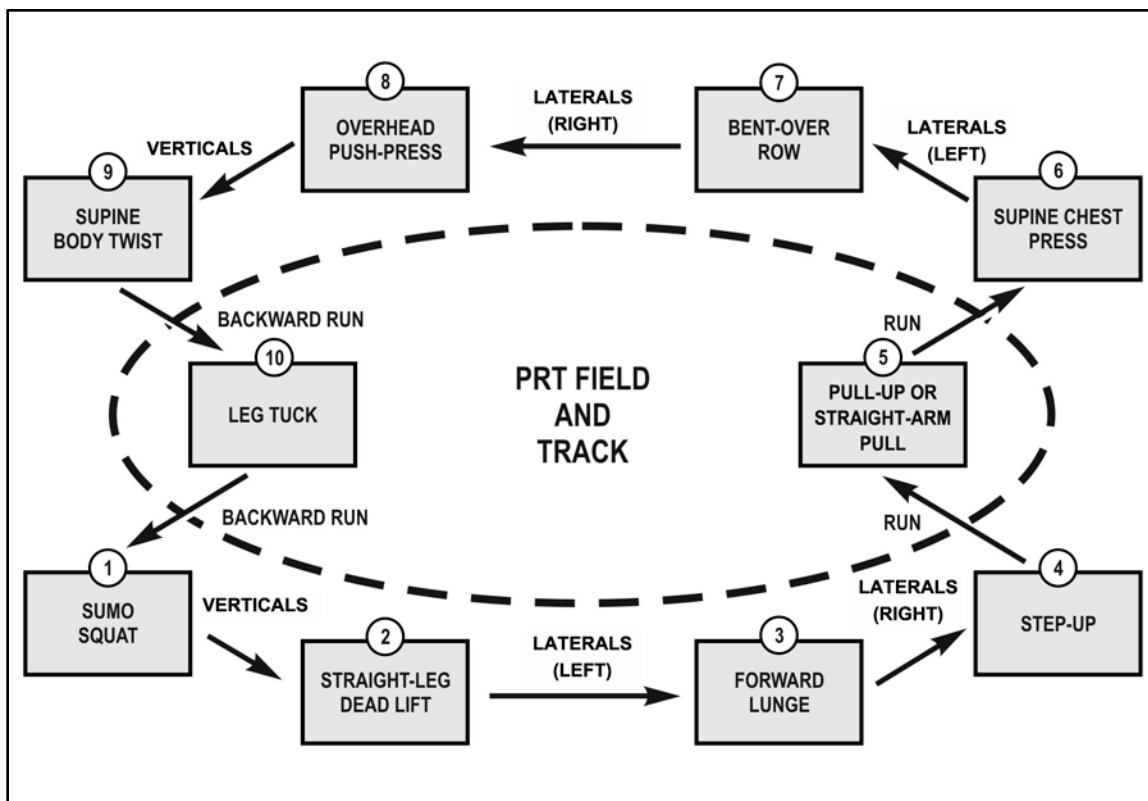 8
OVERHEAD
PUSH-PRESS
LATERALS
(RIGHT)
7
BENT-OVER
ROW
LATERALS
(LEFT)
6
SUPINE CHEST
PRESS
VERTICALS
9
SUPINE
BODY TWIST
BACKWARD RUN
10
LEG TUCK
PRT FIELD
AND
TRACK
RUN
5
PULL-UP OR
STRAIGHT-ARM
PULL
BACKWARD RUN
RUN
1
SUMO
SQUAT
VERTICALS
2
STRAIGHT-LEG
DEAD LIFT
LATERALS
(LEFT)
3
FORWARD
LUNGE
LATERALS
(RIGHT)
4
STEP-UP